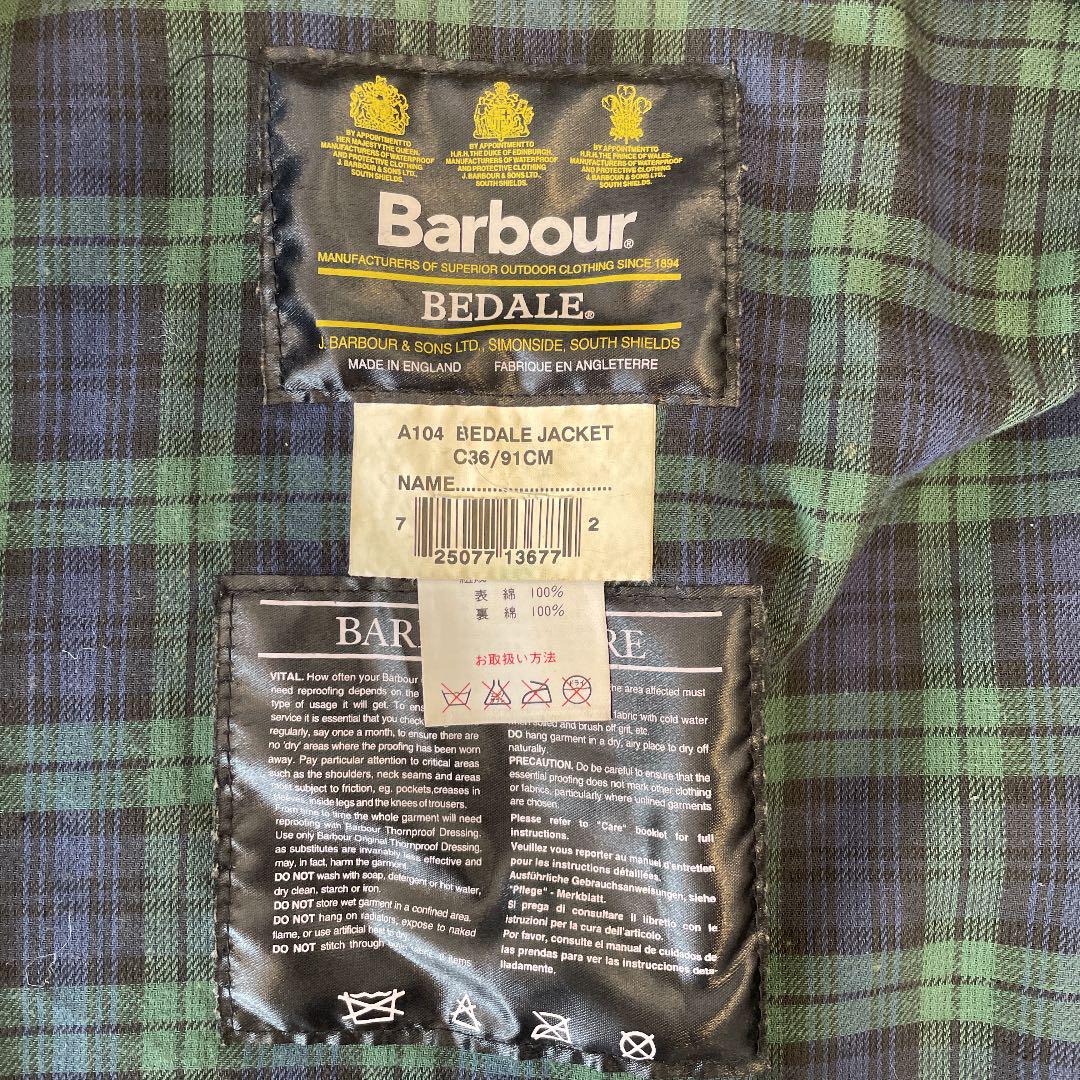 BY APPOINTMENT TO
HER MAJESTY THE QUEEN.
MANUFACTURERS OF WATERPROOF
AND PROTECTIVE CLOTHING
J. BARBOUR & SONS LTD.,
SOUTH SHIELDS.
BY APPOINTMENT TO
H.R.H. THE DUKE OF EDINBURGH.
MANUFACTURERS OF WATERPROOF
AND PROTECTIVE CLOTHING
J. BARBOUR & SONS LTD.,
SOUTH SHIELDS.
BY APPOINTMENT TO
H.R.H. THE PRINCE OF WALES.
MANUFACTURERS OF WATERPROOF
AND PROTECTIVE CLOTHING
J. BARBOUR & SONS LTD.,
SOUTH SHIELDS.
Barbour®
MANUFACTURERS OF SUPERIOR OUTDOOR CLOTHING SINCE 1894
BEDALE®
J. BARBOUR & SONS LTD., SIMONSIDE, SOUTH SHIELDS
MADE IN ENGLAND FABRIQUE EN ANGLETERRE
A104 BEDALE JACKET
C36/91CM
NAME..............................
7 25077 13677 2
表 綿 100%
裏 綿 100%
お取扱い方法
ドライ
BAR RE
VITAL. How often your Barbour
need reproofing depends on the
type of usage it will get. To ens
service it is essential that you check
regularly, say once a month, to ensure there are
no 'dry' areas where the proofing has been worn
away. Pay particular attention to critical areas
such as the shoulders, neck seams and areas
most subject to friction, eg. pockets, creases in
sleeves, inside legs and the knees of trousers.
From time to time the whole garment will need
reproofing with Barbour Thornproof Dressing.
Use only Barbour Original Thornproof Dressing,
as substitutes are invariably less effective and
may, in fact, harm the garment.
DO NOT wash with soap, detergent or hot water,
dry clean, starch or iron.
DO NOT store wet garment in a confined area.
DO NOT hang on radiators, expose to naked
flame, or use artificial heat to dry.
DO NOT stitch through items
he area affected must
fabric with cold water
when soiled and brush off grit, etc.
DO hang garment in a dry, airy place to dry off
naturally.
PRECAUTION. Do be careful to ensure that the
essential proofing does not mark other clothing
or fabrics, particularly where unlined garments
are chosen.
Please refer to "Care" booklet for full
instructions.
Veuillez vous reporter au manuel d'entretien
pour les instructions détaillées.
Ausführliche Gebrauchsanweisungen, siehe
"Pflege" - Merkblatt.
Si prega di consultare il libretto con le
istruzioni per la cura dell'articolo.
Por favor, consulte el manual de cuidados de
las prendas para ver las instrucciones deta-
lladamente.